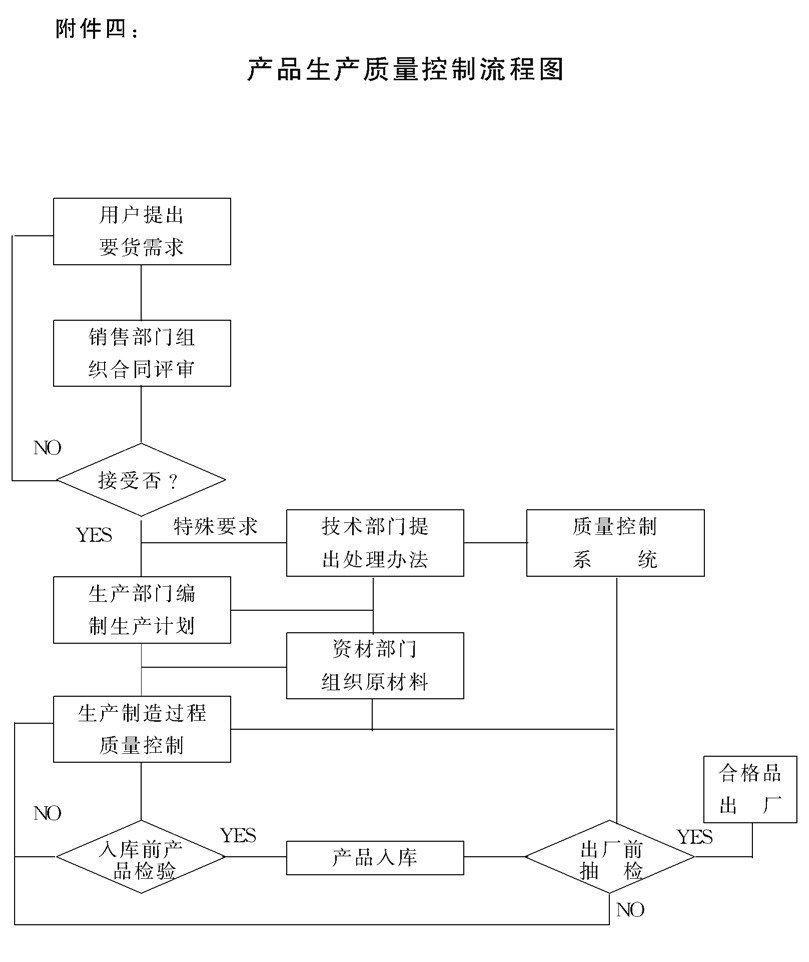 附件四：
产品生产质量控制流程图
用户提出
要货需求
销售部门组
织合同评审
NO
接受否？
YES
特殊要求
技术部门提
出处理办法
质量控制
系 统
生产部门编
制生产计划
资材部门
组织原材料
生产制造过程
质量控制
合格品
出 厂
NO
入库前产
品检验
YES
产品入库
出厂前
抽 检
YES
NO